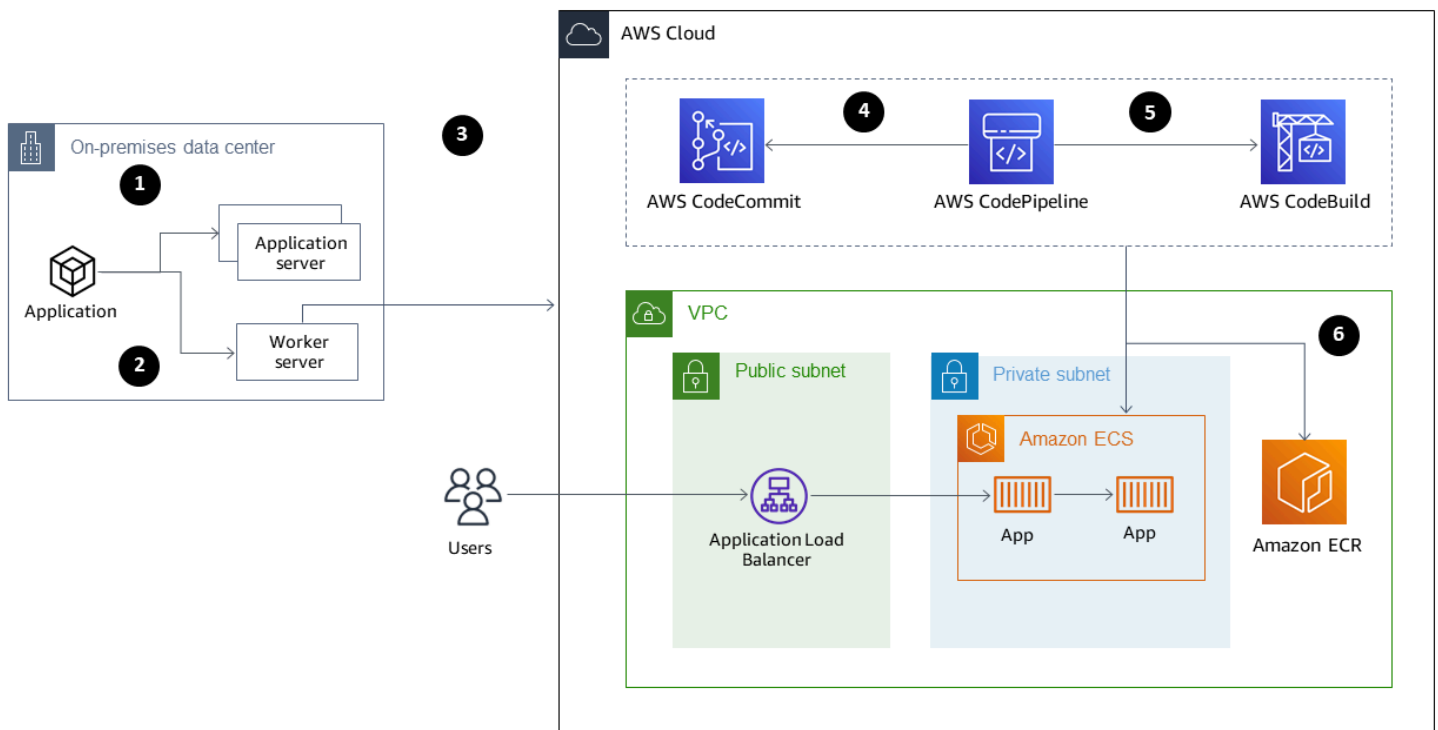 AWS Cloud
4
5
AWS CodeCommit
AWS CodePipeline
AWS CodeBuild
3
On-premises data center
1
Application
server
Application
2
Worker
server
VPC
6
Public subnet
Private subnet
Amazon ECS
Users
Application Load
Balancer
App
App
Amazon ECR